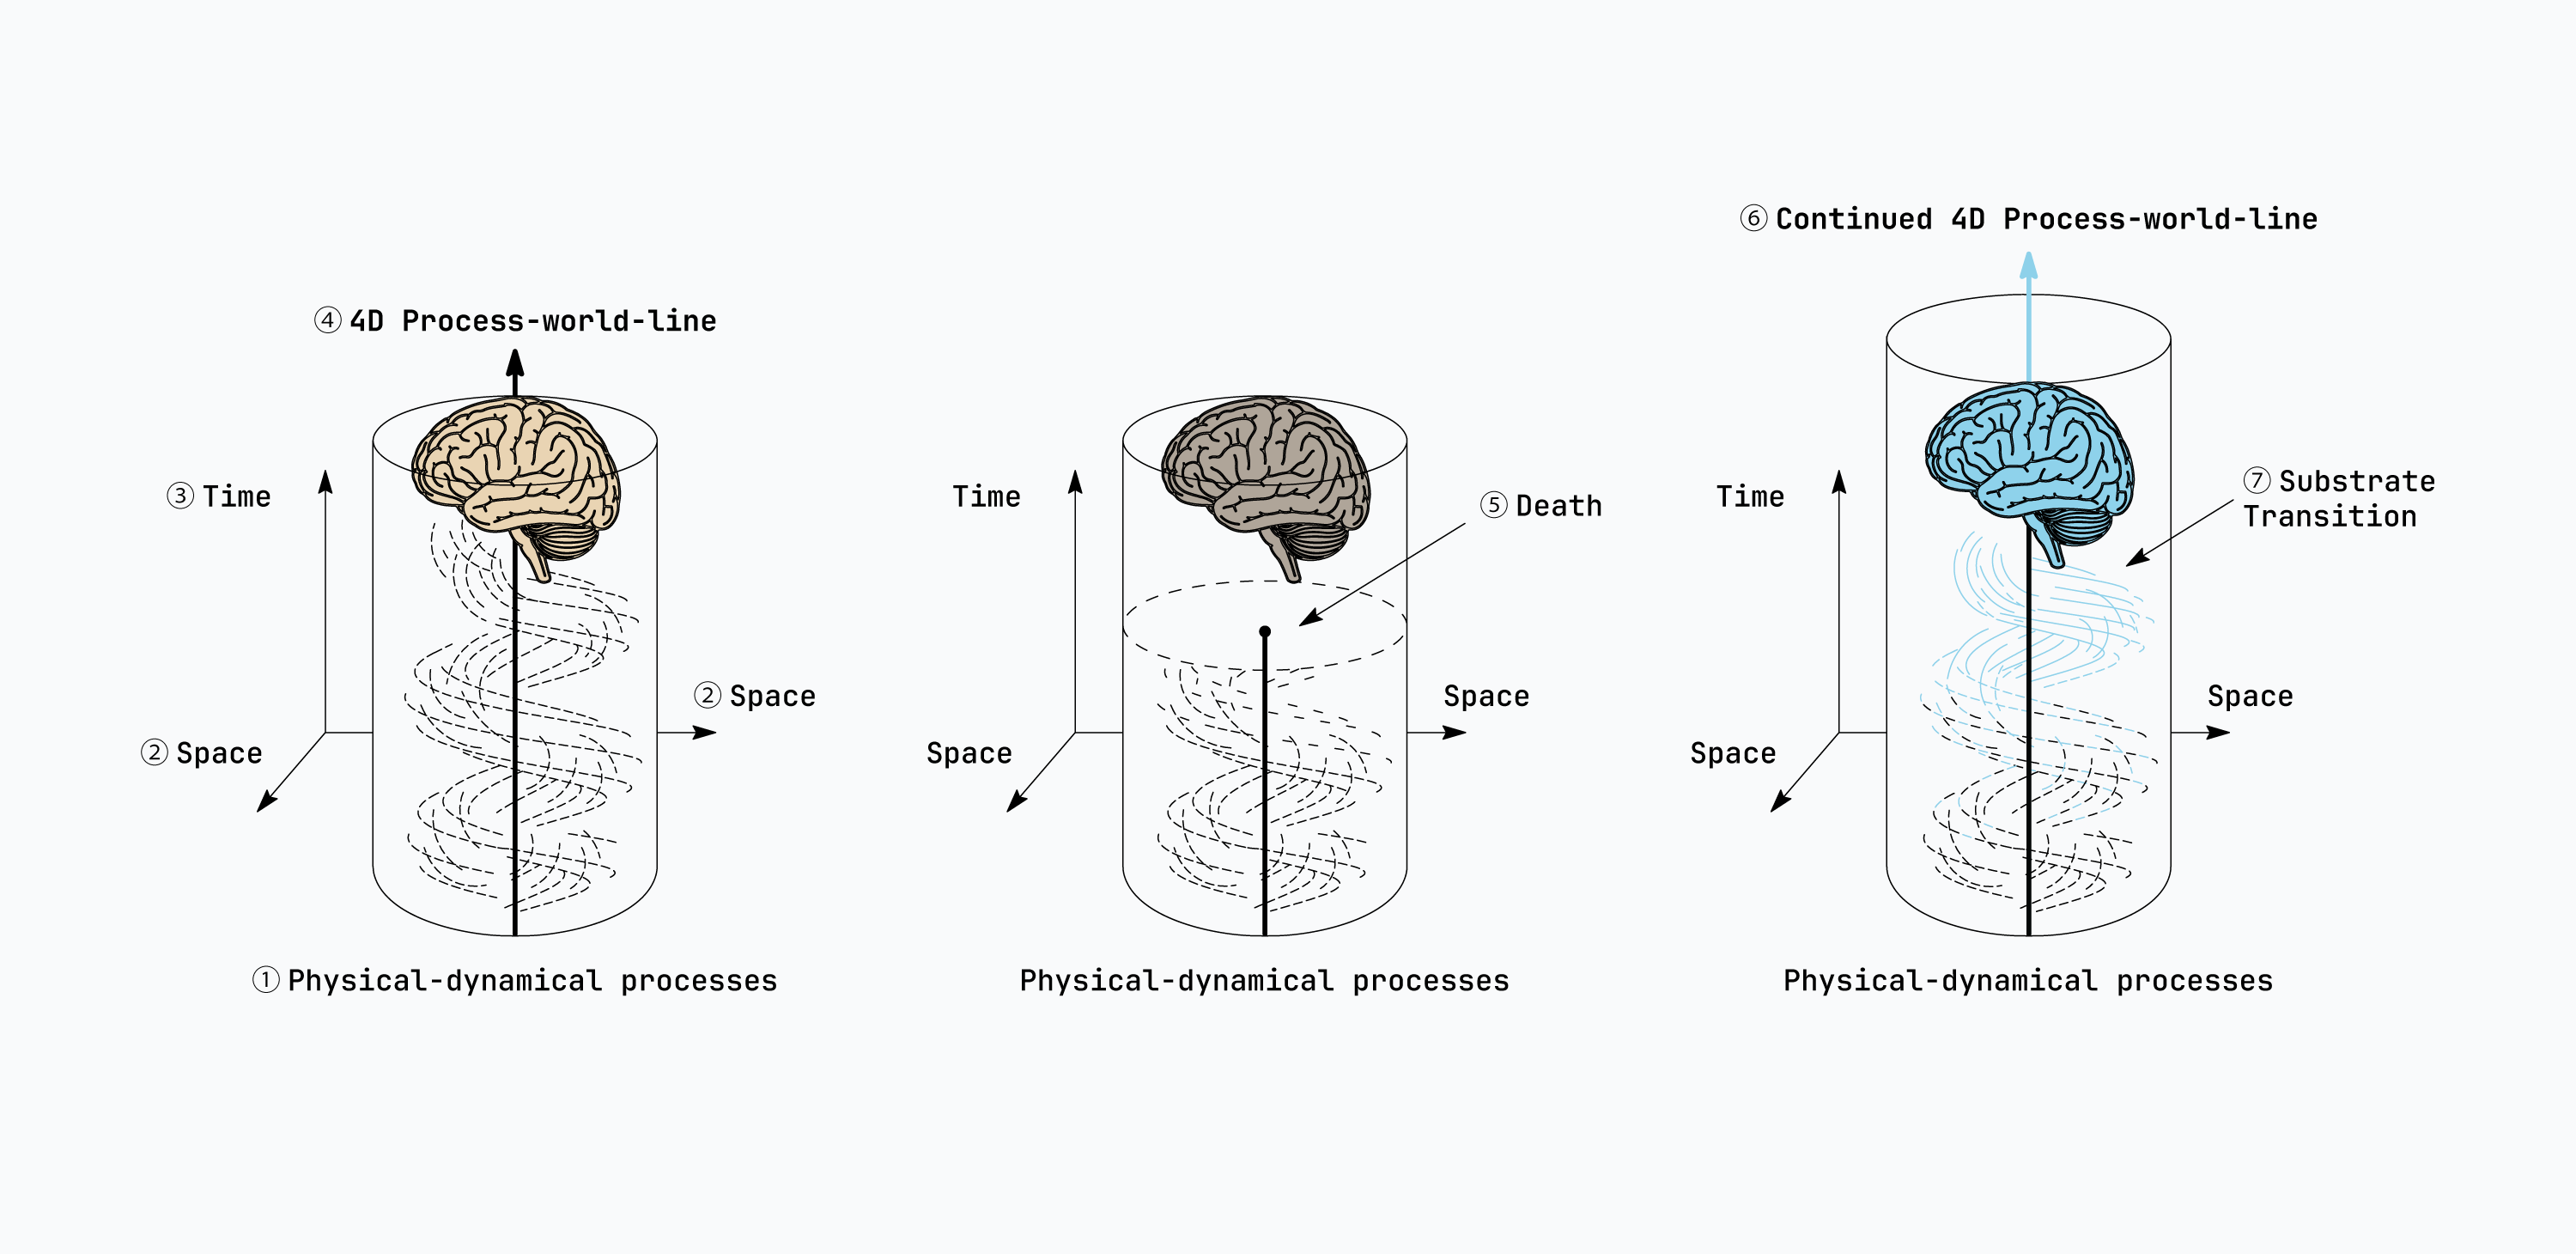 ④ 4D Process-world-line
③ Time
② Space
② Space
① Physical-dynamical processes
Time
⑤ Death
Space
Space
Physical-dynamical processes
⑥ Continued 4D Process-world-line
Time
⑦ Substrate
Transition
Space
Space
Physical-dynamical processes